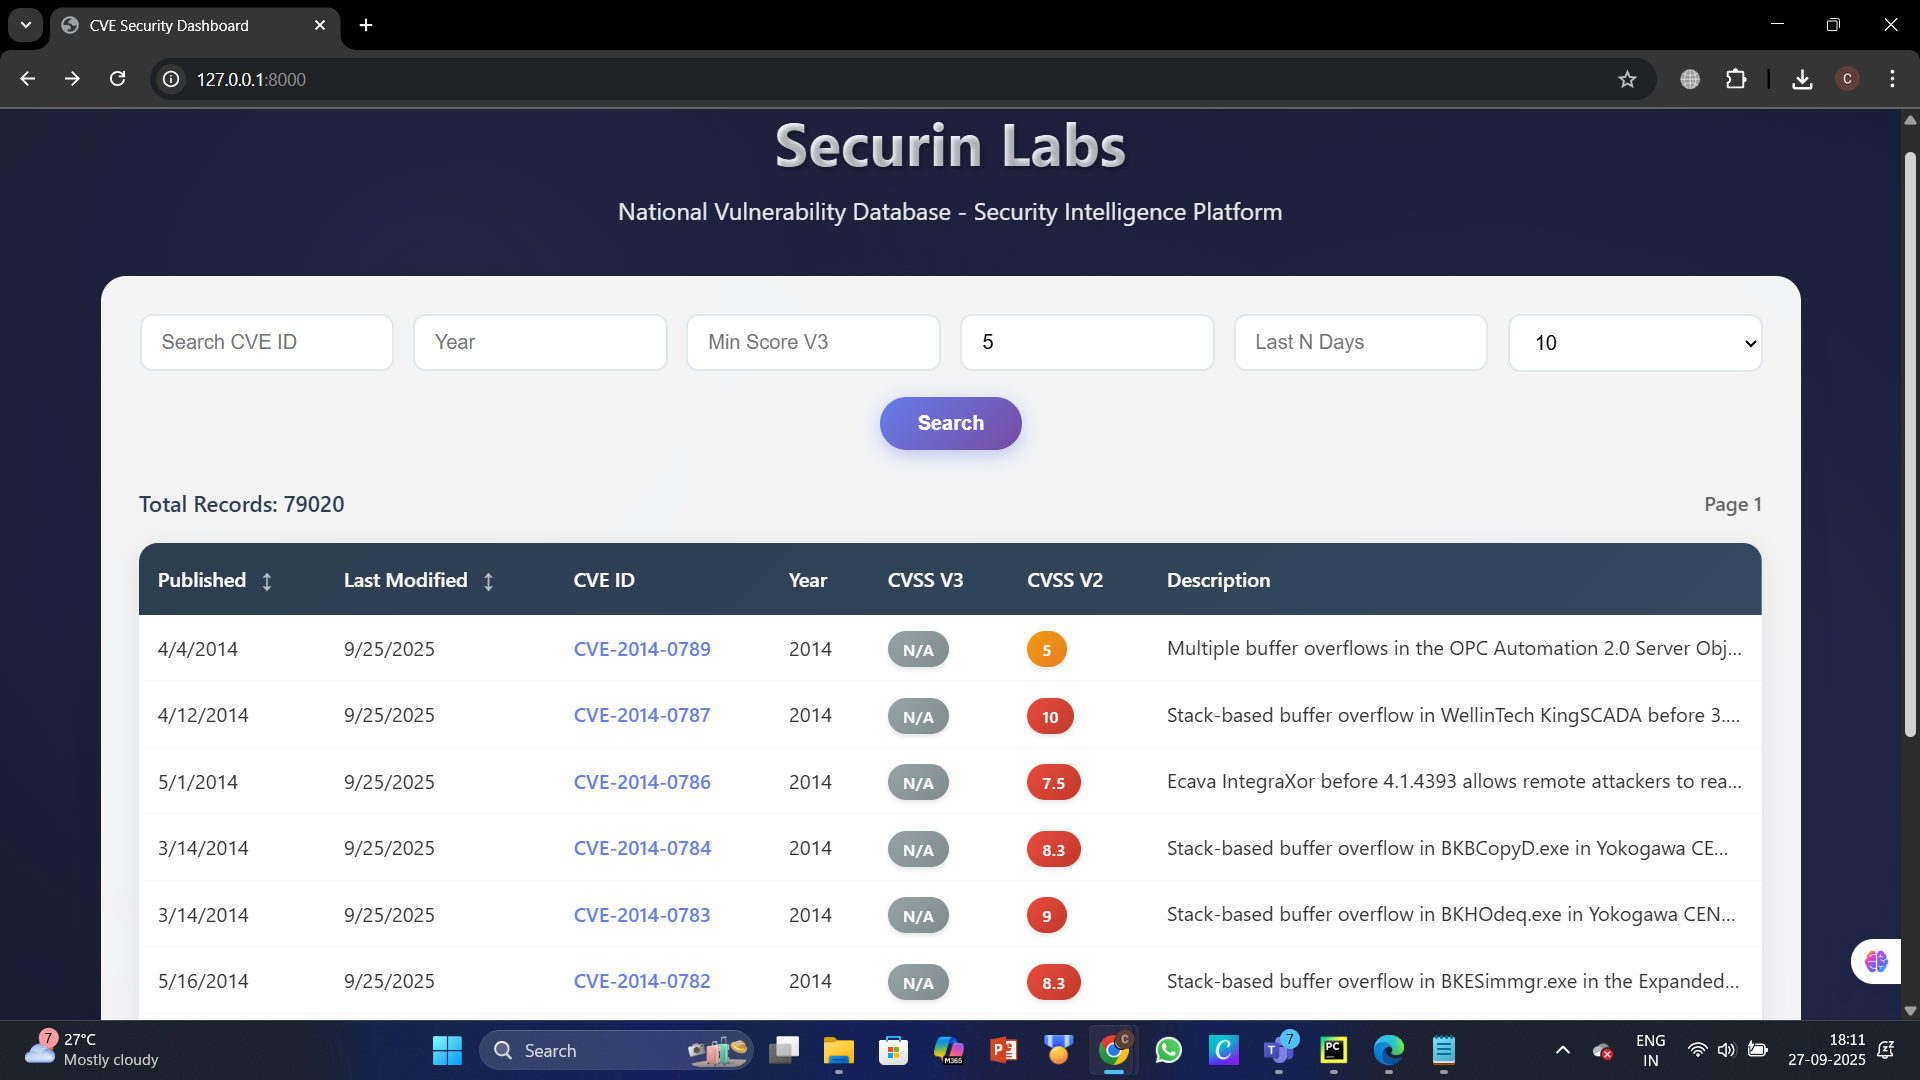 CVE Security Dashboard
127.0.0.1:8000
C
Securin Labs
National Vulnerability Database - Security Intelligence Platform
Search CVE ID Year Min Score V3 5 Last N Days 10
Search
Total Records: 79020 Page 1
Published Last Modified CVE ID Year CVSS V3 CVSS V2 Description
4/4/2014 9/25/2025 CVE-2014-0789 2014 N/A 5 Multiple buffer overflows in the OPC Automation 2.0 Server Obj...
4/12/2014 9/25/2025 CVE-2014-0787 2014 N/A 10 Stack-based buffer overflow in WellinTech KingSCADA before 3....
5/1/2014 9/25/2025 CVE-2014-0786 2014 N/A 7.5 Ecava IntegraXor before 4.1.4393 allows remote attackers to rea...
3/14/2014 9/25/2025 CVE-2014-0784 2014 N/A 8.3 Stack-based buffer overflow in BKBCopyD.exe in Yokogawa CE...
3/14/2014 9/25/2025 CVE-2014-0783 2014 N/A 9 Stack-based buffer overflow in BKHOdeq.exe in Yokogawa CEN...
5/16/2014 9/25/2025 CVE-2014-0782 2014 N/A 8.3 Stack-based buffer overflow in BKESimmgr.exe in the Expanded...
7 27°C
Mostly cloudy
Search
M365
P
C
C
T 7
PC
ENG
IN
18:11
27-09-2025